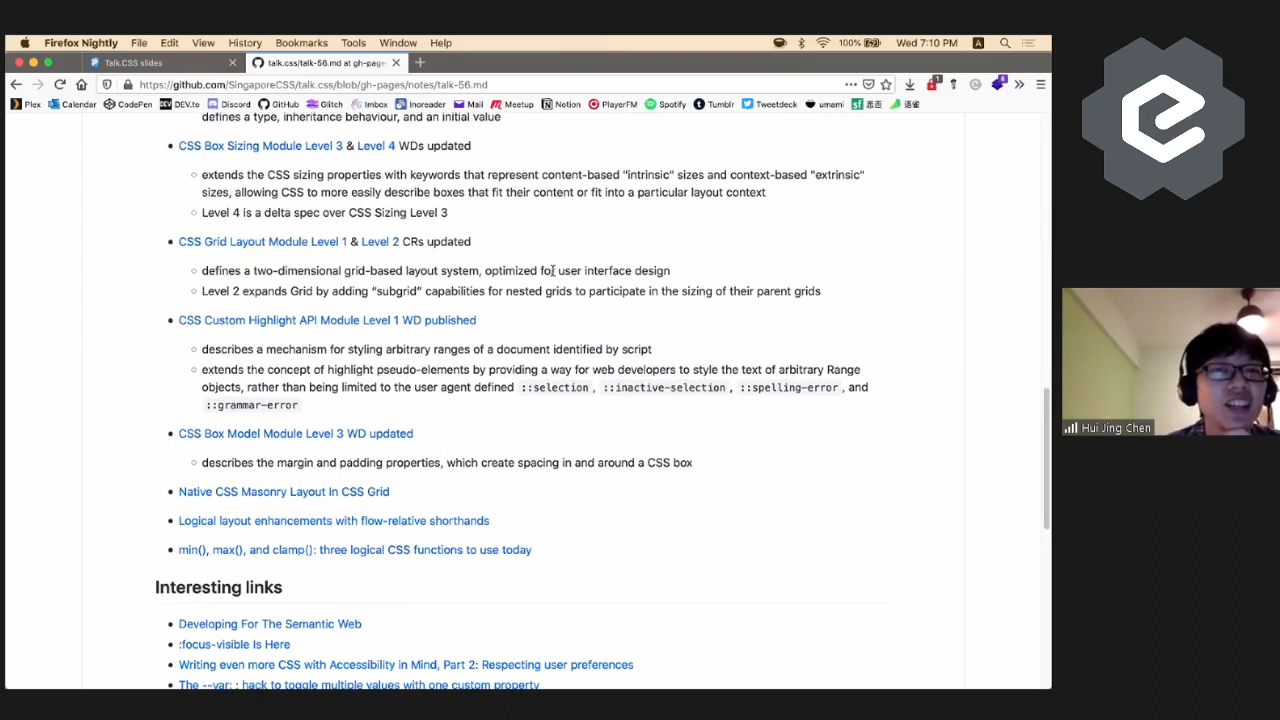 Firefox Nightly File Edit View History Bookmarks Tools Window Help 100% Wed 7:10 PM A
Talk.CSS slides talk.css/talk-56.md at gh-page
https://github.com/SingaporeCSS/talk.css/blob/gh-pages/notes/talk-56.md
Plex Calendar CodePen DEV.to Discord GitHub Glitch Imbox Inoreader Mail Meetup Notion PlayerFM Spotify Tumblr Tweetdeck umami 思否 语雀
defines a type, inheritance behaviour, and an initial value
CSS Box Sizing Module Level 3 & Level 4 WDs updated
extends the CSS sizing properties with keywords that represent content-based "intrinsic" sizes and context-based "extrinsic"
sizes, allowing CSS to more easily describe boxes that fit their content or fit into a particular layout context
Level 4 is a delta spec over CSS Sizing Level 3
CSS Grid Layout Module Level 1 & Level 2 CRs updated
defines a two-dimensional grid-based layout system, optimized for user interface design
Level 2 expands Grid by adding “subgrid” capabilities for nested grids to participate in the sizing of their parent grids
CSS Custom Highlight API Module Level 1 WD published
describes a mechanism for styling arbitrary ranges of a document identified by script
extends the concept of highlight pseudo-elements by providing a way for web developers to style the text of arbitrary Range
objects, rather than being limited to the user agent defined ::selection, ::inactive-selection, ::spelling-error, and
::grammar-error
CSS Box Model Module Level 3 WD updated
describes the margin and padding properties, which create spacing in and around a CSS box
Native CSS Masonry Layout In CSS Grid
Logical layout enhancements with flow-relative shorthands
min(), max(), and clamp(): three logical CSS functions to use today
Interesting links
Developing For The Semantic Web
:focus-visible Is Here
Writing even more CSS with Accessibility in Mind, Part 2: Respecting user preferences
The --var: ; hack to toggle multiple values with one custom property
Hui Jing Chen